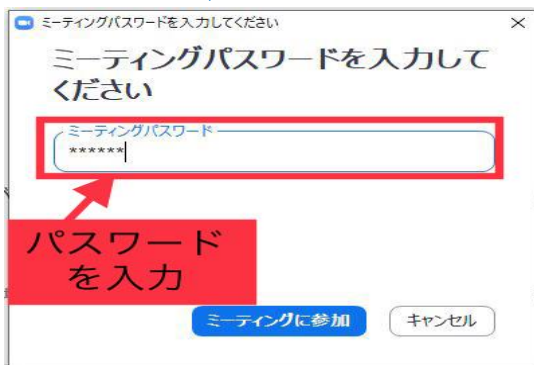 ミーティングパスワードを入力してください
ミーティングパスワードを入力して
ください
ミーティングパスワード
******
パスワード
を入力
ミーティングに参加
キャンセル